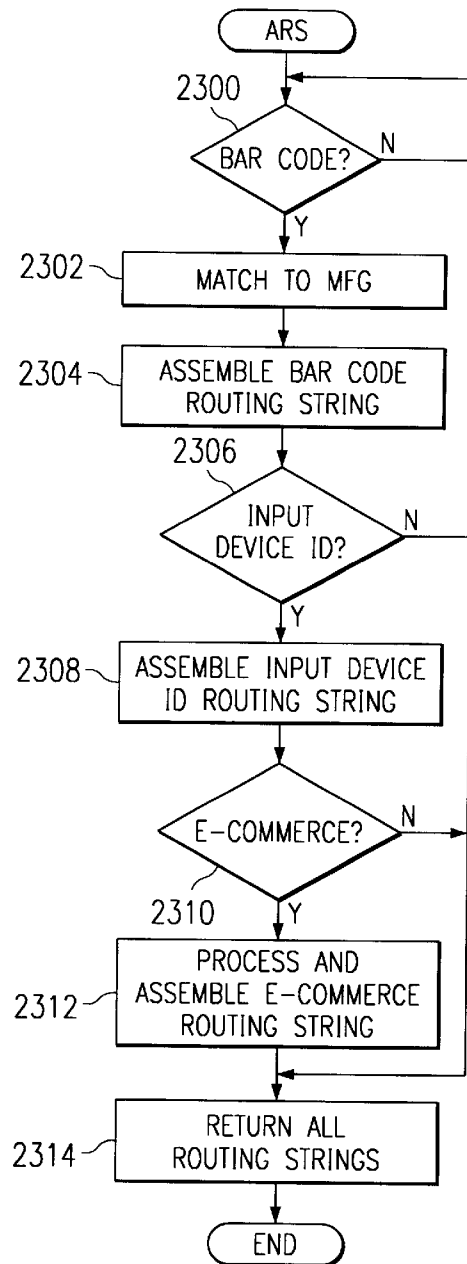 ARS
2300
BAR CODE?
N
Y
2302
MATCH TO MFG
2304
ASSEMBLE BAR CODE
ROUTING STRING
2306
INPUT
DEVICE ID?
N
Y
2308
ASSEMBLE INPUT DEVICE
ID ROUTING STRING
E-COMMERCE?
N
2310
Y
2312
PROCESS AND
ASSEMBLE E-COMMERCE
ROUTING STRING
2314
RETURN ALL
ROUTING STRINGS
END